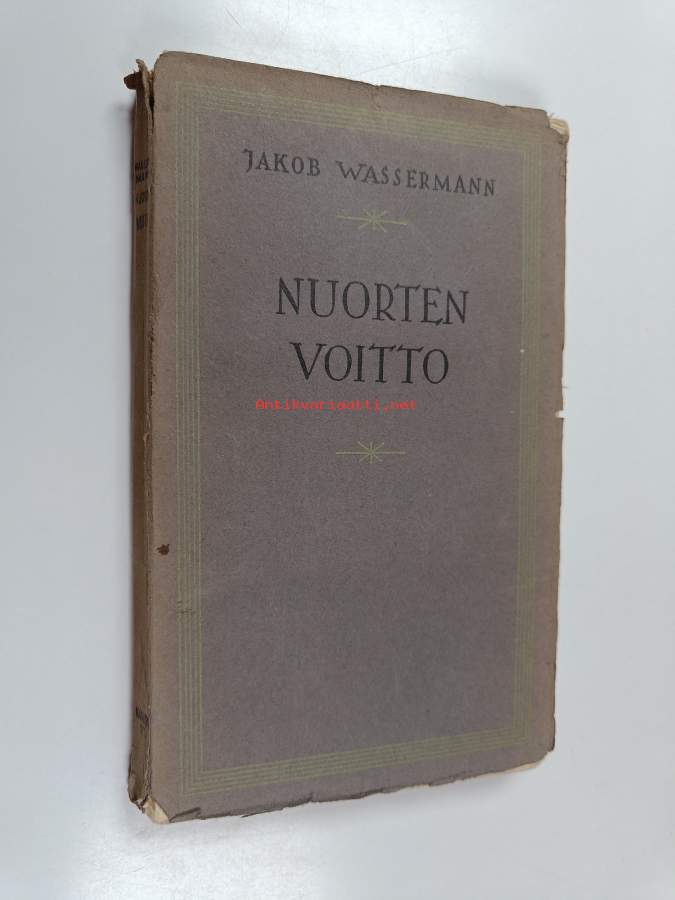 JAKOB WASSERMANN
NUORTEN
VOITTO
Antikvariaatti.net